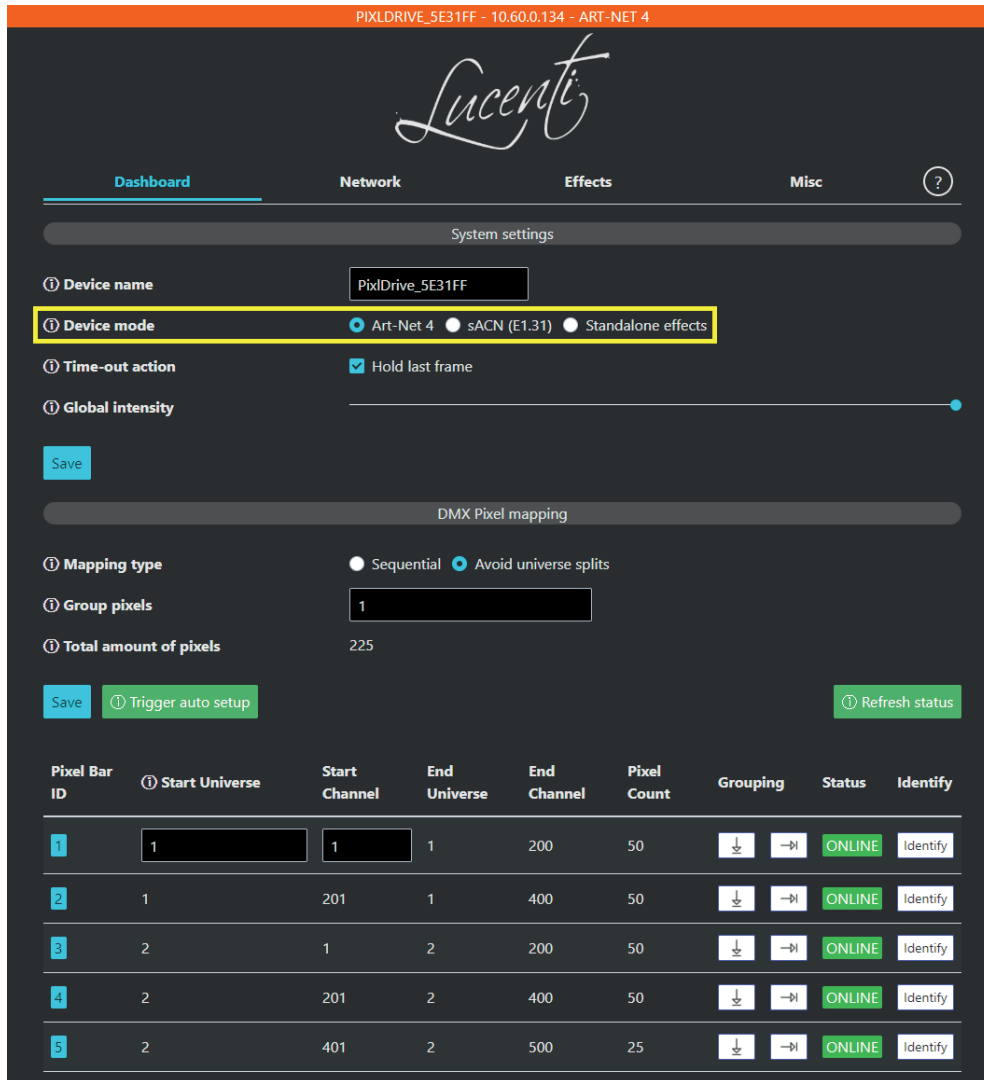 PIXLDRIVE_5E31FF - 10.60.0.134 - ART-NET 4
Lucenti
Dashboard Network Effects Misc ?
System settings
Device name PixlDrive_5E31FF
Device mode Art-Net 4 sACN (E1.31) Standalone effects
Time-out action Hold last frame
Global intensity
Save
DMX Pixel mapping
Mapping type Sequential Avoid universe splits
Group pixels 1
Total amount of pixels 225
Save Trigger auto setup Refresh status
Pixel Bar ID Start Universe Start Channel End Universe End Channel Pixel Count Grouping Status Identify
1 1 1 1 200 50 ONLINE Identify
2 1 201 1 400 50 ONLINE Identify
3 2 1 2 200 50 ONLINE Identify
4 2 201 2 400 50 ONLINE Identify
5 2 401 2 500 25 ONLINE Identify